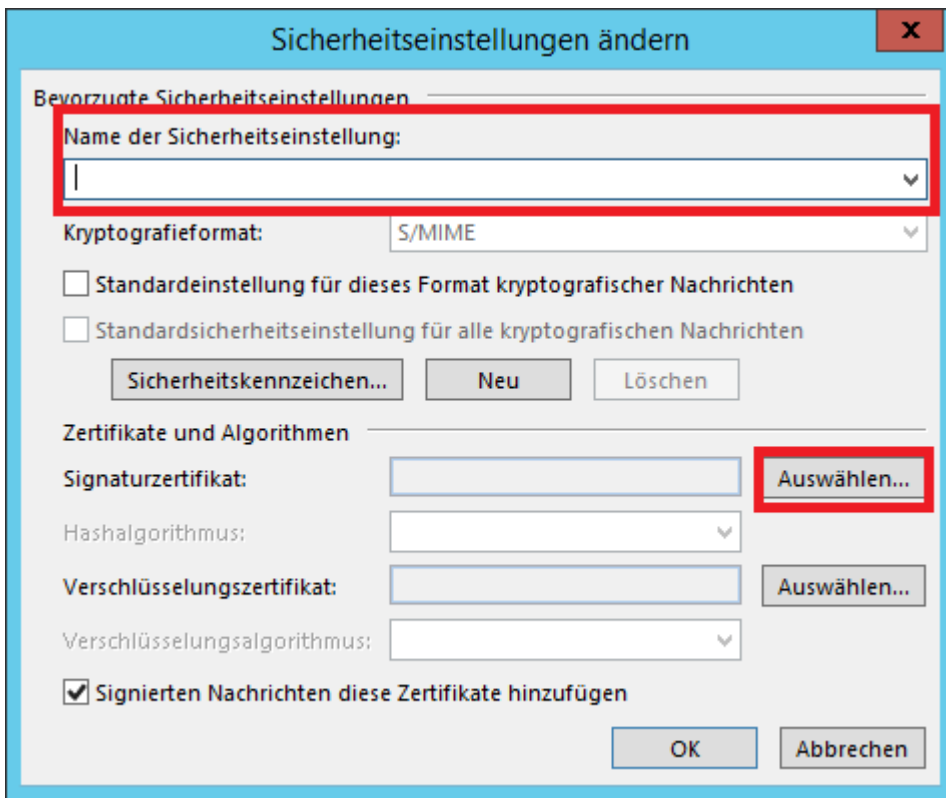 Sicherheitseinstellungen ändern
x
Bevorzugte Sicherheitseinstellungen
Name der Sicherheitseinstellung:
Kryptografieformat: S/MIME
Standardeinstellung für dieses Format kryptografischer Nachrichten
Standardsicherheitseinstellung für alle kryptografischen Nachrichten
Sicherheitskennzeichen... Neu Löschen
Zertifikate und Algorithmen
Signaturzertifikat: Auswählen...
Hashalgorithmus:
Verschlüsselungszertifikat: Auswählen...
Verschlüsselungsalgorithmus:
Signierten Nachrichten diese Zertifikate hinzufügen
OK Abbrechen